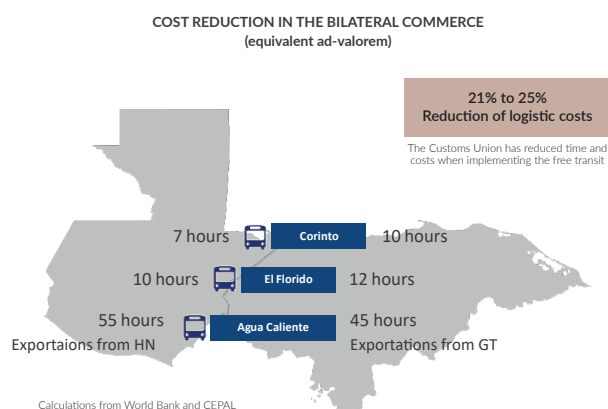 COST REDUCTION IN THE BILATERAL COMMERCE
(equivalent ad-valorem)
21% to 25%
Reduction of logistic costs
The Customs Union has reduced time and
costs when implementing the free transit
7 hours Corinto 10 hours
10 hours El Florido 12 hours
55 hours Agua Caliente 45 hours
Exportaions from HN Exportations from GT
Calculations from World Bank and CEPAL